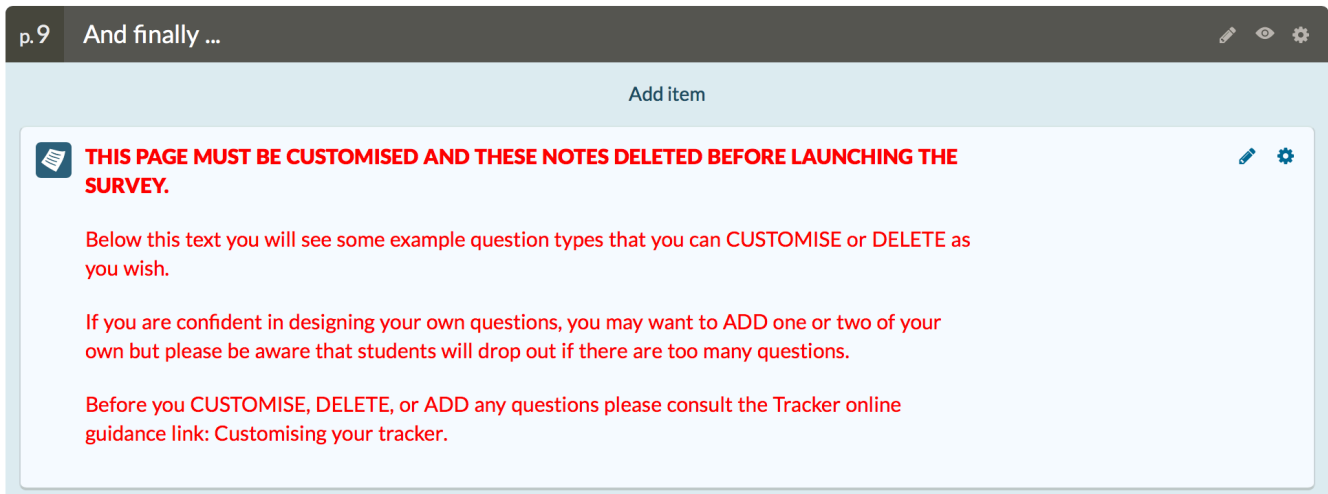 p.9 And finally ...
Add item
THIS PAGE MUST BE CUSTOMISED AND THESE NOTES DELETED BEFORE LAUNCHING THE
SURVEY.
Below this text you will see some example question types that you can CUSTOMISE or DELETE as
you wish.
If you are confident in designing your own questions, you may want to ADD one or two of your
own but please be aware that students will drop out if there are too many questions.
Before you CUSTOMISE, DELETE, or ADD any questions please consult the Tracker online
guidance link: Customising your tracker.